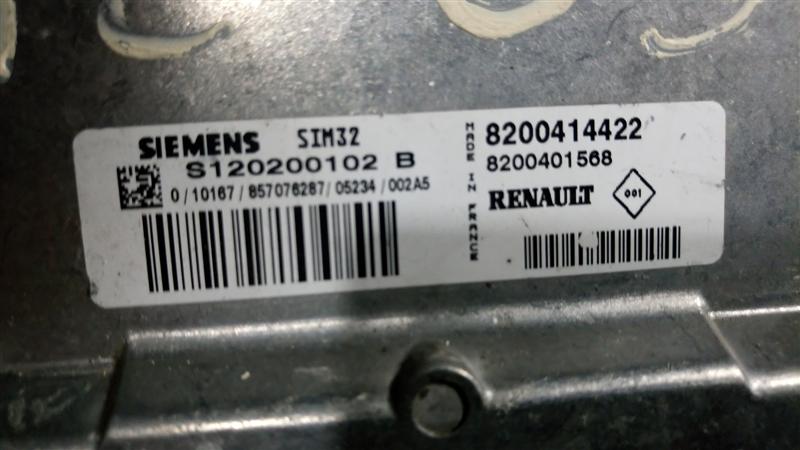 SIEMENS SIM32
S120200102 B
0/10167/857076287/05234/002A5
MADE IN FRANCE
8200414422
8200401568
RENAULT 001